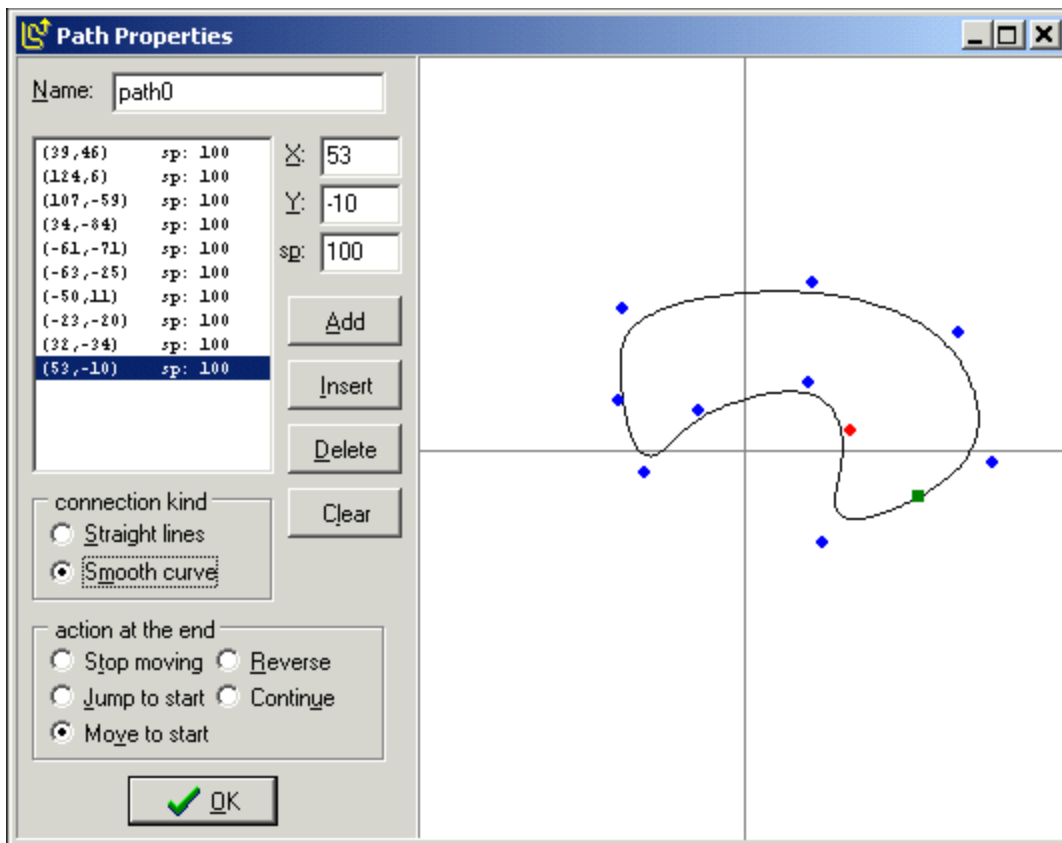 Path Properties
Name: path0
(39,46) sp: 100
(124,6) sp: 100
(107,-59) sp: 100
(34,-84) sp: 100
(-61,-71) sp: 100
(-63,-25) sp: 100
(-50,11) sp: 100
(-23,-20) sp: 100
(32,-34) sp: 100
(53,-10) sp: 100
X: 53
Y: -10
sp: 100
Add
Insert
Delete
Clear
connection kind
Straight lines
Smooth curve
action at the end
Stop moving Reverse
Jump to start Continue
Move to start
OK